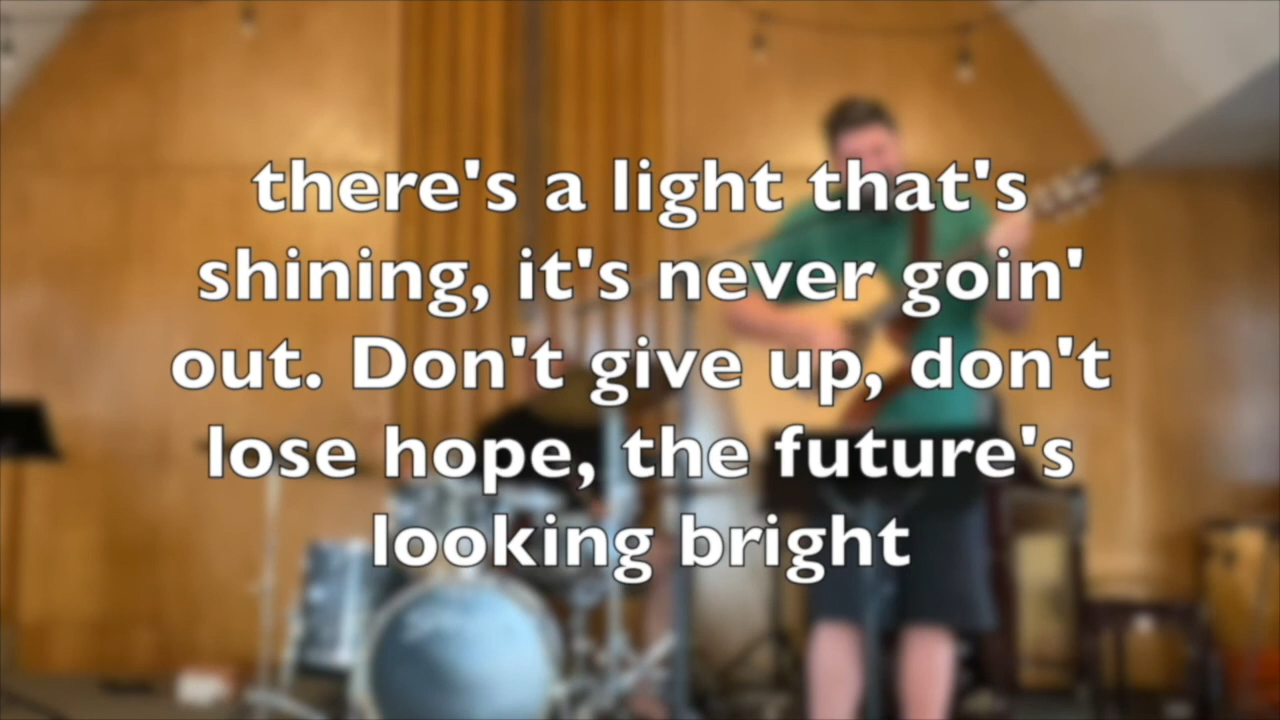 there's a light that's
shining, it's never goin'
out. Don't give up, don't
lose hope, the future's
looking bright